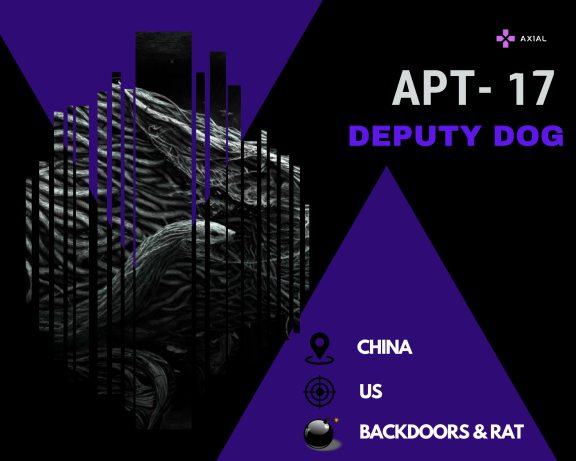 AXIAL
APT- 17
DEPUTY DOG
CHINA
US
BACKDOORS & RAT